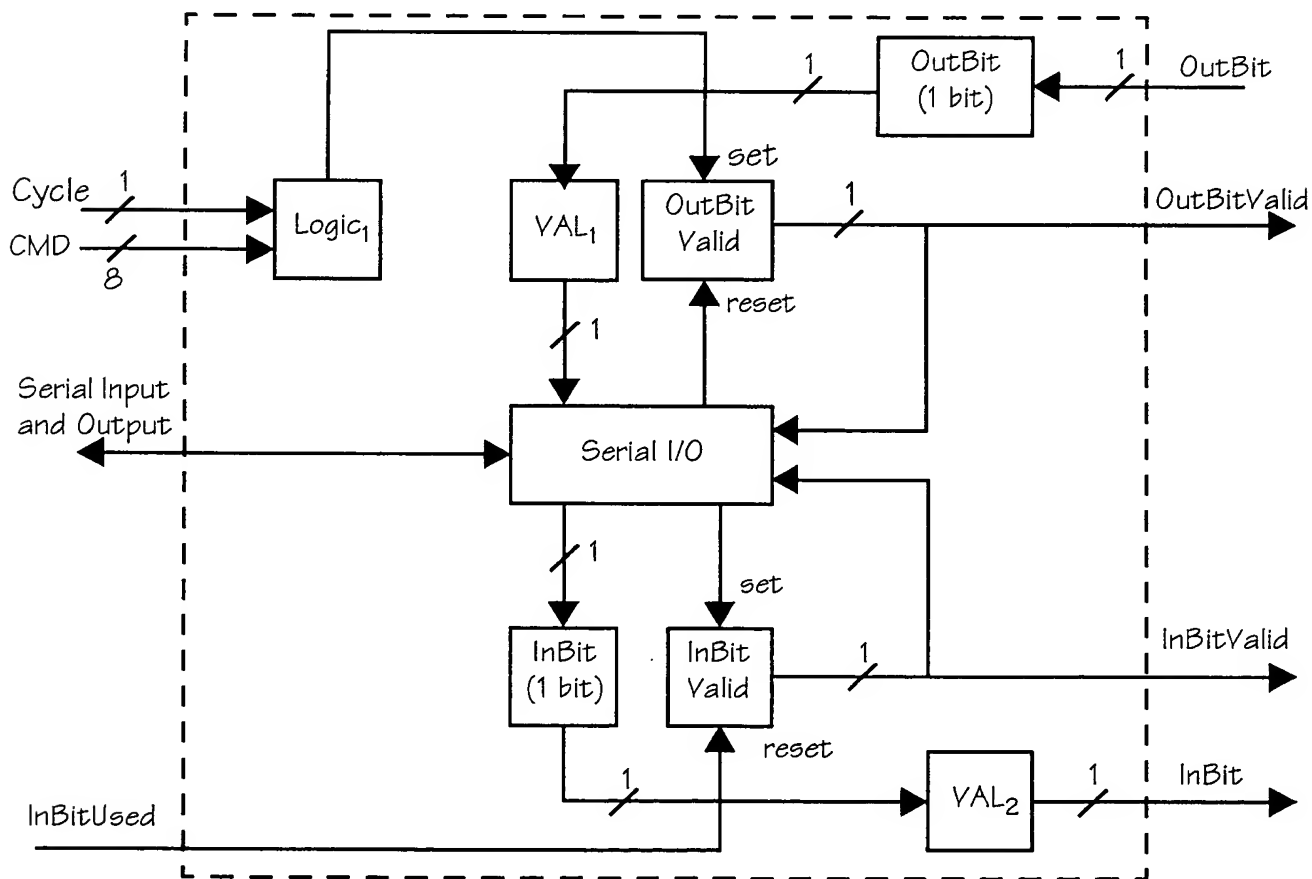 1
OutBit
(1 bit)
1
OutBit
set
Cycle
1
CMD
8
Logic1
VAL1
OutBit
Valid
1
OutBitValid
reset
1
Serial Input
and Output
Serial I/O
1
set
InBit
(1 bit)
InBit
Valid
1
InBitValid
reset
1
VAL2
1
InBit
InBitUsed